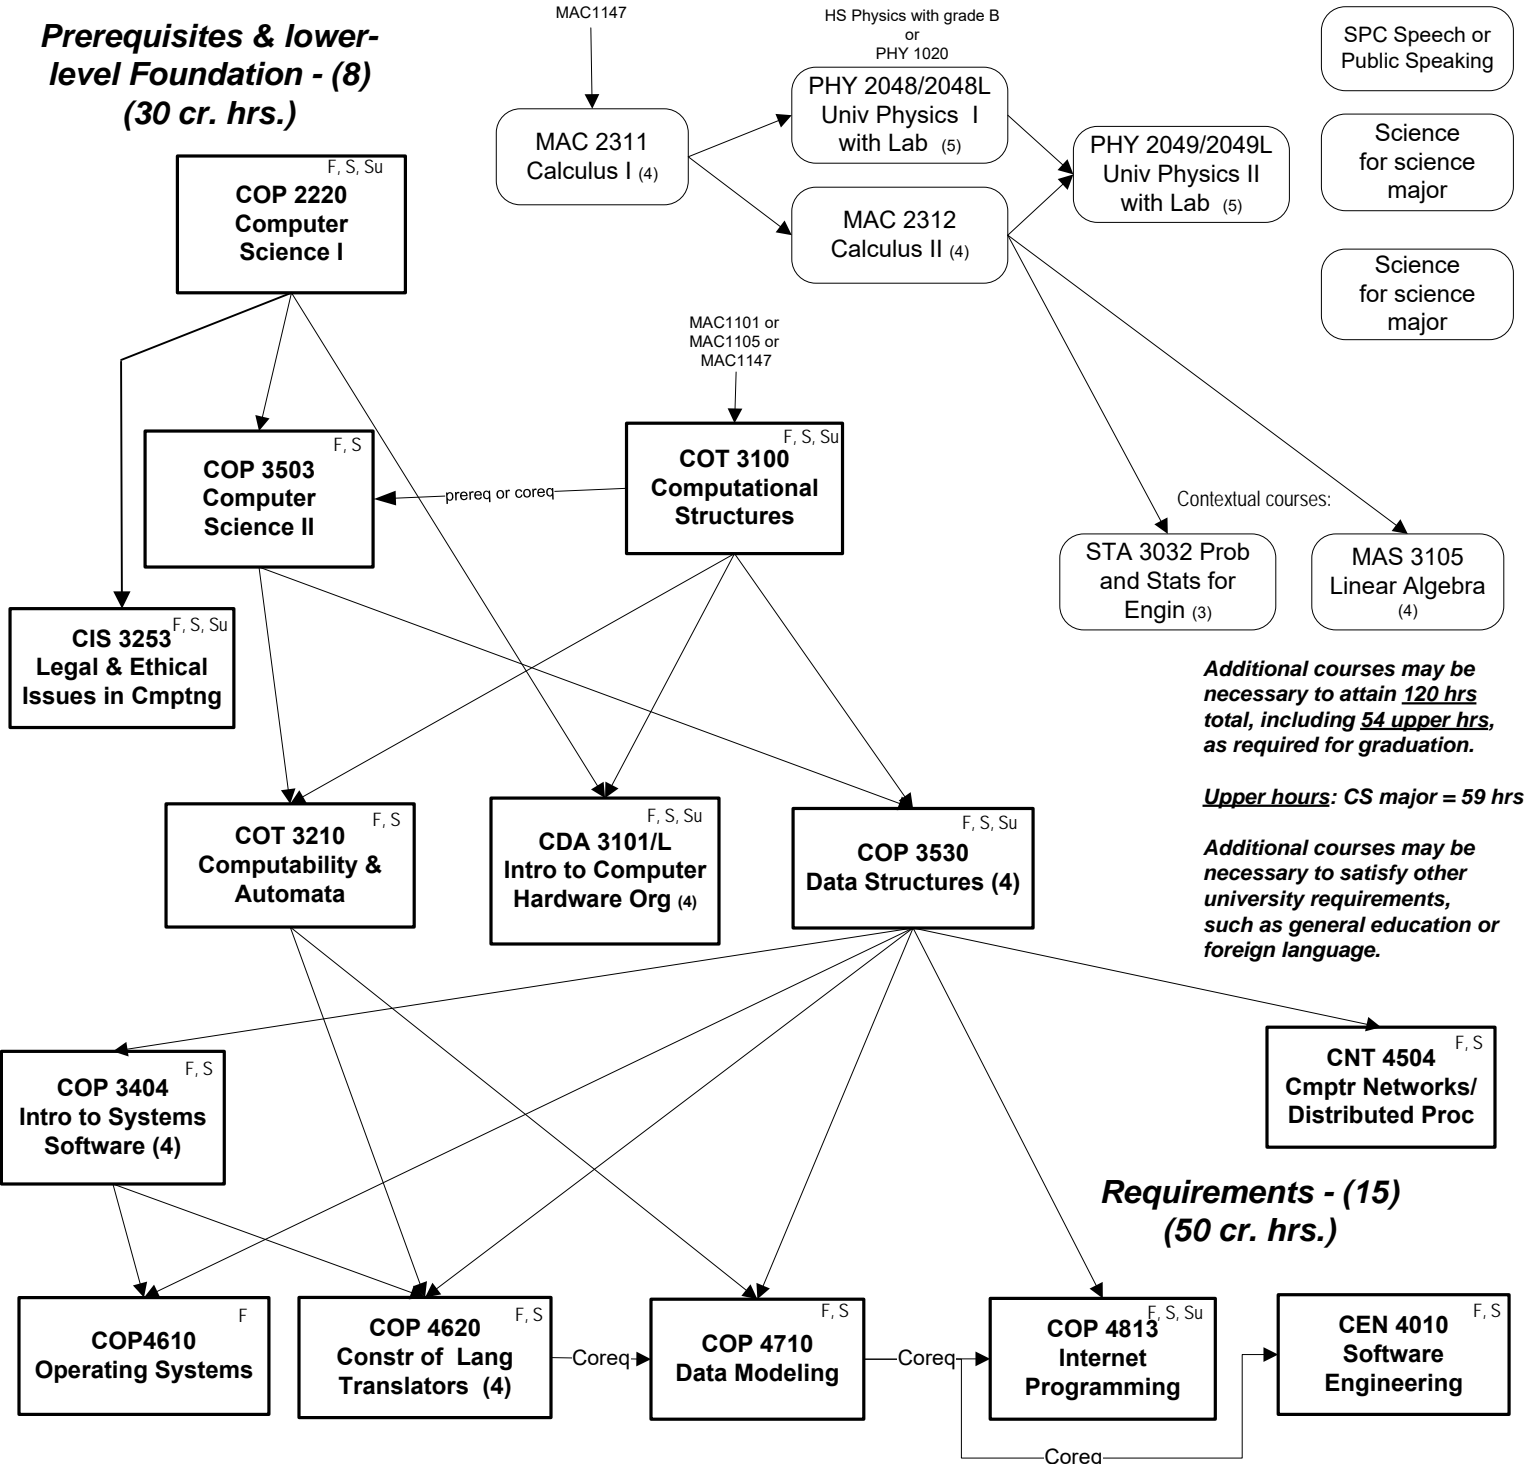 Prerequisites & lower-
level Foundation - (8)
(30 cr. hrs.)
MAC1147
HS Physics with grade B
or
PHY 1020
SPC Speech or
Public Speaking
MAC 2311
Calculus I (4)
PHY 2048/2048L
Univ Physics I
with Lab (5)
PHY 2049/2049L
Univ Physics II
with Lab (5)
Science
for science
major
F, S, Su
COP 2220
Computer
Science I
MAC 2312
Calculus II (4)
Science
for science
major
MAC1101 or
MAC1105 or
MAC1147
F, S
COP 3503
Computer
Science II
prereq or coreq
F, S, Su
COT 3100
Computational
Structures
Contextual courses:
STA 3032 Prob
and Stats for
Engin (3)
MAS 3105
Linear Algebra
(4)
F, S, Su
CIS 3253
Legal & Ethical
Issues in Cmptng
Additional courses may be
necessary to attain 120 hrs
total, including 54 upper hrs,
as required for graduation.
Upper hours: CS major = 59 hrs
Additional courses may be
necessary to satisfy other
university requirements,
such as general education or
foreign language.
F, S
COT 3210
Computability &
Automata
F, S, Su
CDA 3101/L
Intro to Computer
Hardware Org (4)
F, S, Su
COP 3530
Data Structures (4)
F, S
COP 3404
Intro to Systems
Software (4)
F, S
CNT 4504
Cmptr Networks/
Distributed Proc
Requirements - (15)
(50 cr. hrs.)
F
COP4610
Operating Systems
F, S
COP 4620
Constr of Lang
Translators (4)
Coreq
F, S
COP 4710
Data Modeling
Coreq
F, S, Su
COP 4813
Internet
Programming
F, S
CEN 4010
Software
Engineering
Coreq